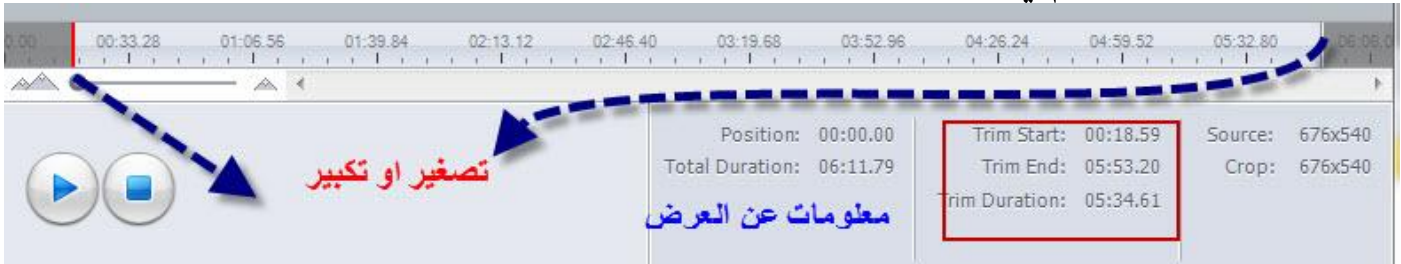 00:33.28 01:06.56 01:39.84 02:13.12 02:46.40 03:19.68 03:52.96 04:26.24 04:59.52 05:32.80 06:06.0
Position: 00:00.00 Trim Start: 00:18.59 Source: 676x540
Total Duration: 06:11.79 Trim End: 05:53.20 Crop: 676x540
تصغير او تكبير
Trim Duration: 05:34.61
معلومات عن العرض